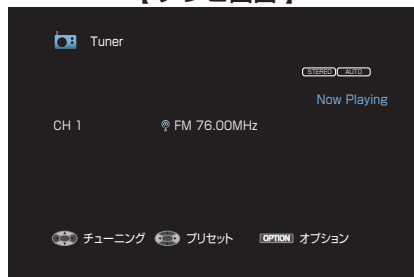 Tuner
STEREO AUTO
Now Playing
CH 1 FM 76.00MHz
チューニング プリセット OPTION オプション